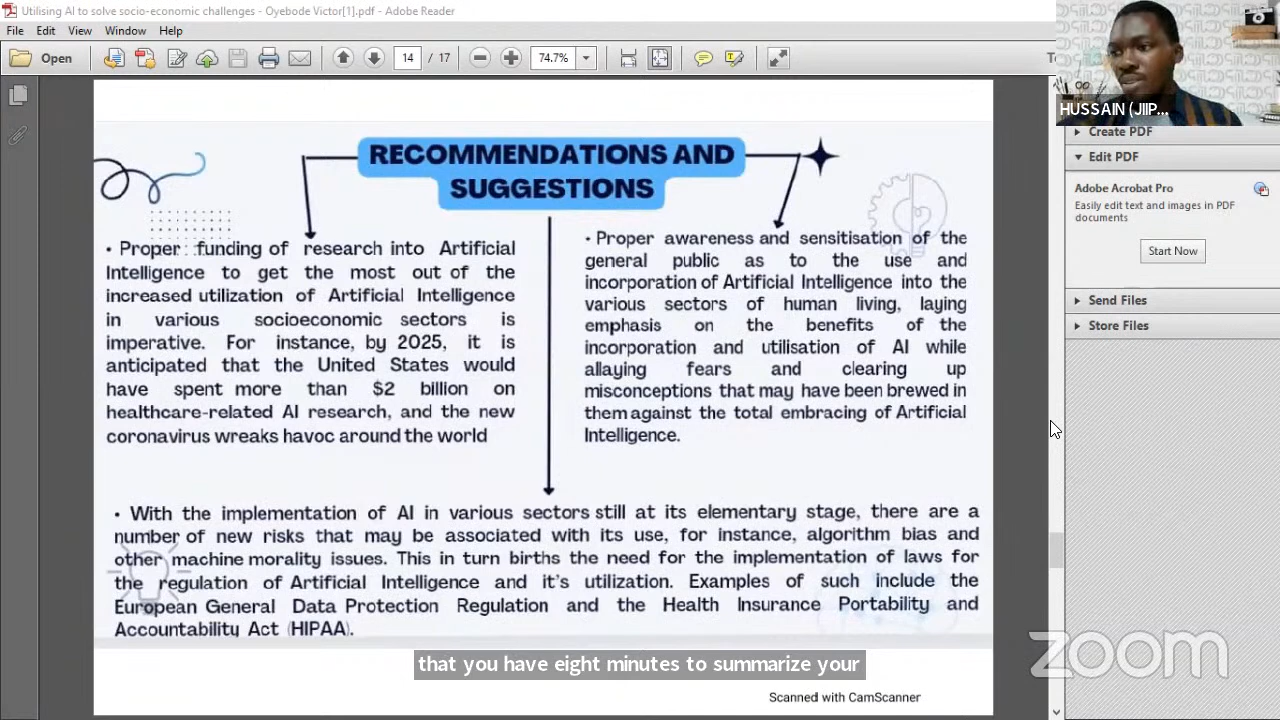 Utilising AI to solve socio-economic challenges - Oyebode Victor[1].pdf - Adobe Reader
File Edit View Window Help
Open
14 / 17
74.7%
HUSSAIN (JIIP...
Create PDF
Edit PDF
Adobe Acrobat Pro
Easily edit text and images in PDF
documents
Start Now
Send Files
Store Files
RECOMMENDATIONS AND
SUGGESTIONS
• Proper funding of research into Artificial
Intelligence to get the most out of the
increased utilization of Artificial Intelligence
in various socioeconomic sectors is
imperative. For instance, by 2025, it is
anticipated that the United States would
have spent more than $2 billion on
healthcare-related AI research, and the new
coronavirus wreaks havoc around the world
• Proper awareness and sensitisation of the
general public as to the use and
incorporation of Artificial Intelligence into the
various sectors of human living, laying
emphasis on the benefits of the
incorporation and utilisation of AI while
allaying fears and clearing up
misconceptions that may have been brewed in
them against the total embracing of Artificial
Intelligence.
• With the implementation of AI in various sectors still at its elementary stage, there are a
number of new risks that may be associated with its use, for instance, algorithm bias and
other machine morality issues. This in turn births the need for the implementation of laws for
the regulation of Artificial Intelligence and it's utilization. Examples of such include the
European General Data Protection Regulation and the Health Insurance Portability and
Accountability Act (HIPAA).
that you have eight minutes to summarize your
zoom
Scanned with CamScanner